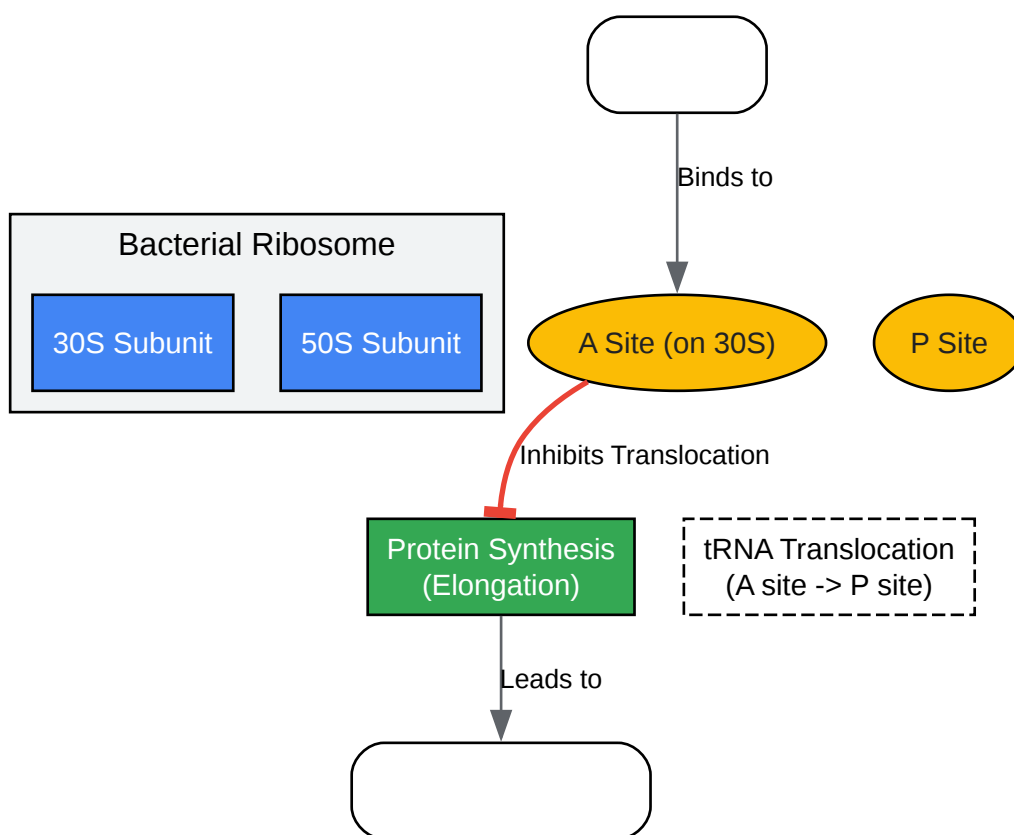 Binds to
Bacterial Ribosome
30S Subunit
50S Subunit
A Site (on 30S)
P Site
Inhibits Translocation
Protein Synthesis
(Elongation)
tRNA Translocation
(A site -> P site)
Leads to